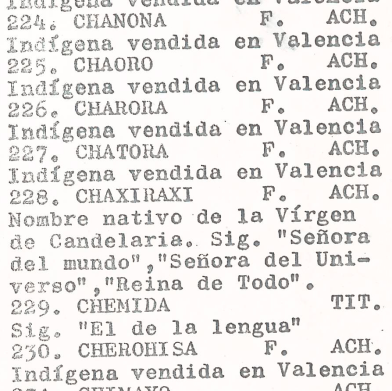 Indígena vendida en Valencia
224. CHANONA F. ACH.
Indígena vendida en Valencia
225. CHAORO F. ACH.
Indígena vendida en Valencia
226. CHARORA F. ACH.
Indígena vendida en Valencia
227. CHATORA F. ACH.
Indígena vendida en Valencia
228. CHAXIRAXI F. ACH.
Nombre nativo de la Vírgen
de Candelaria. Sig. "Señora
del mundo","Señora del Uni-
verso","Reina de Todo".
229. CHEMIDA TIT.
Sig. "El de la lengua"
230. CHEROHISA F. ACH.
Indígena vendida en Valencia
ACH.